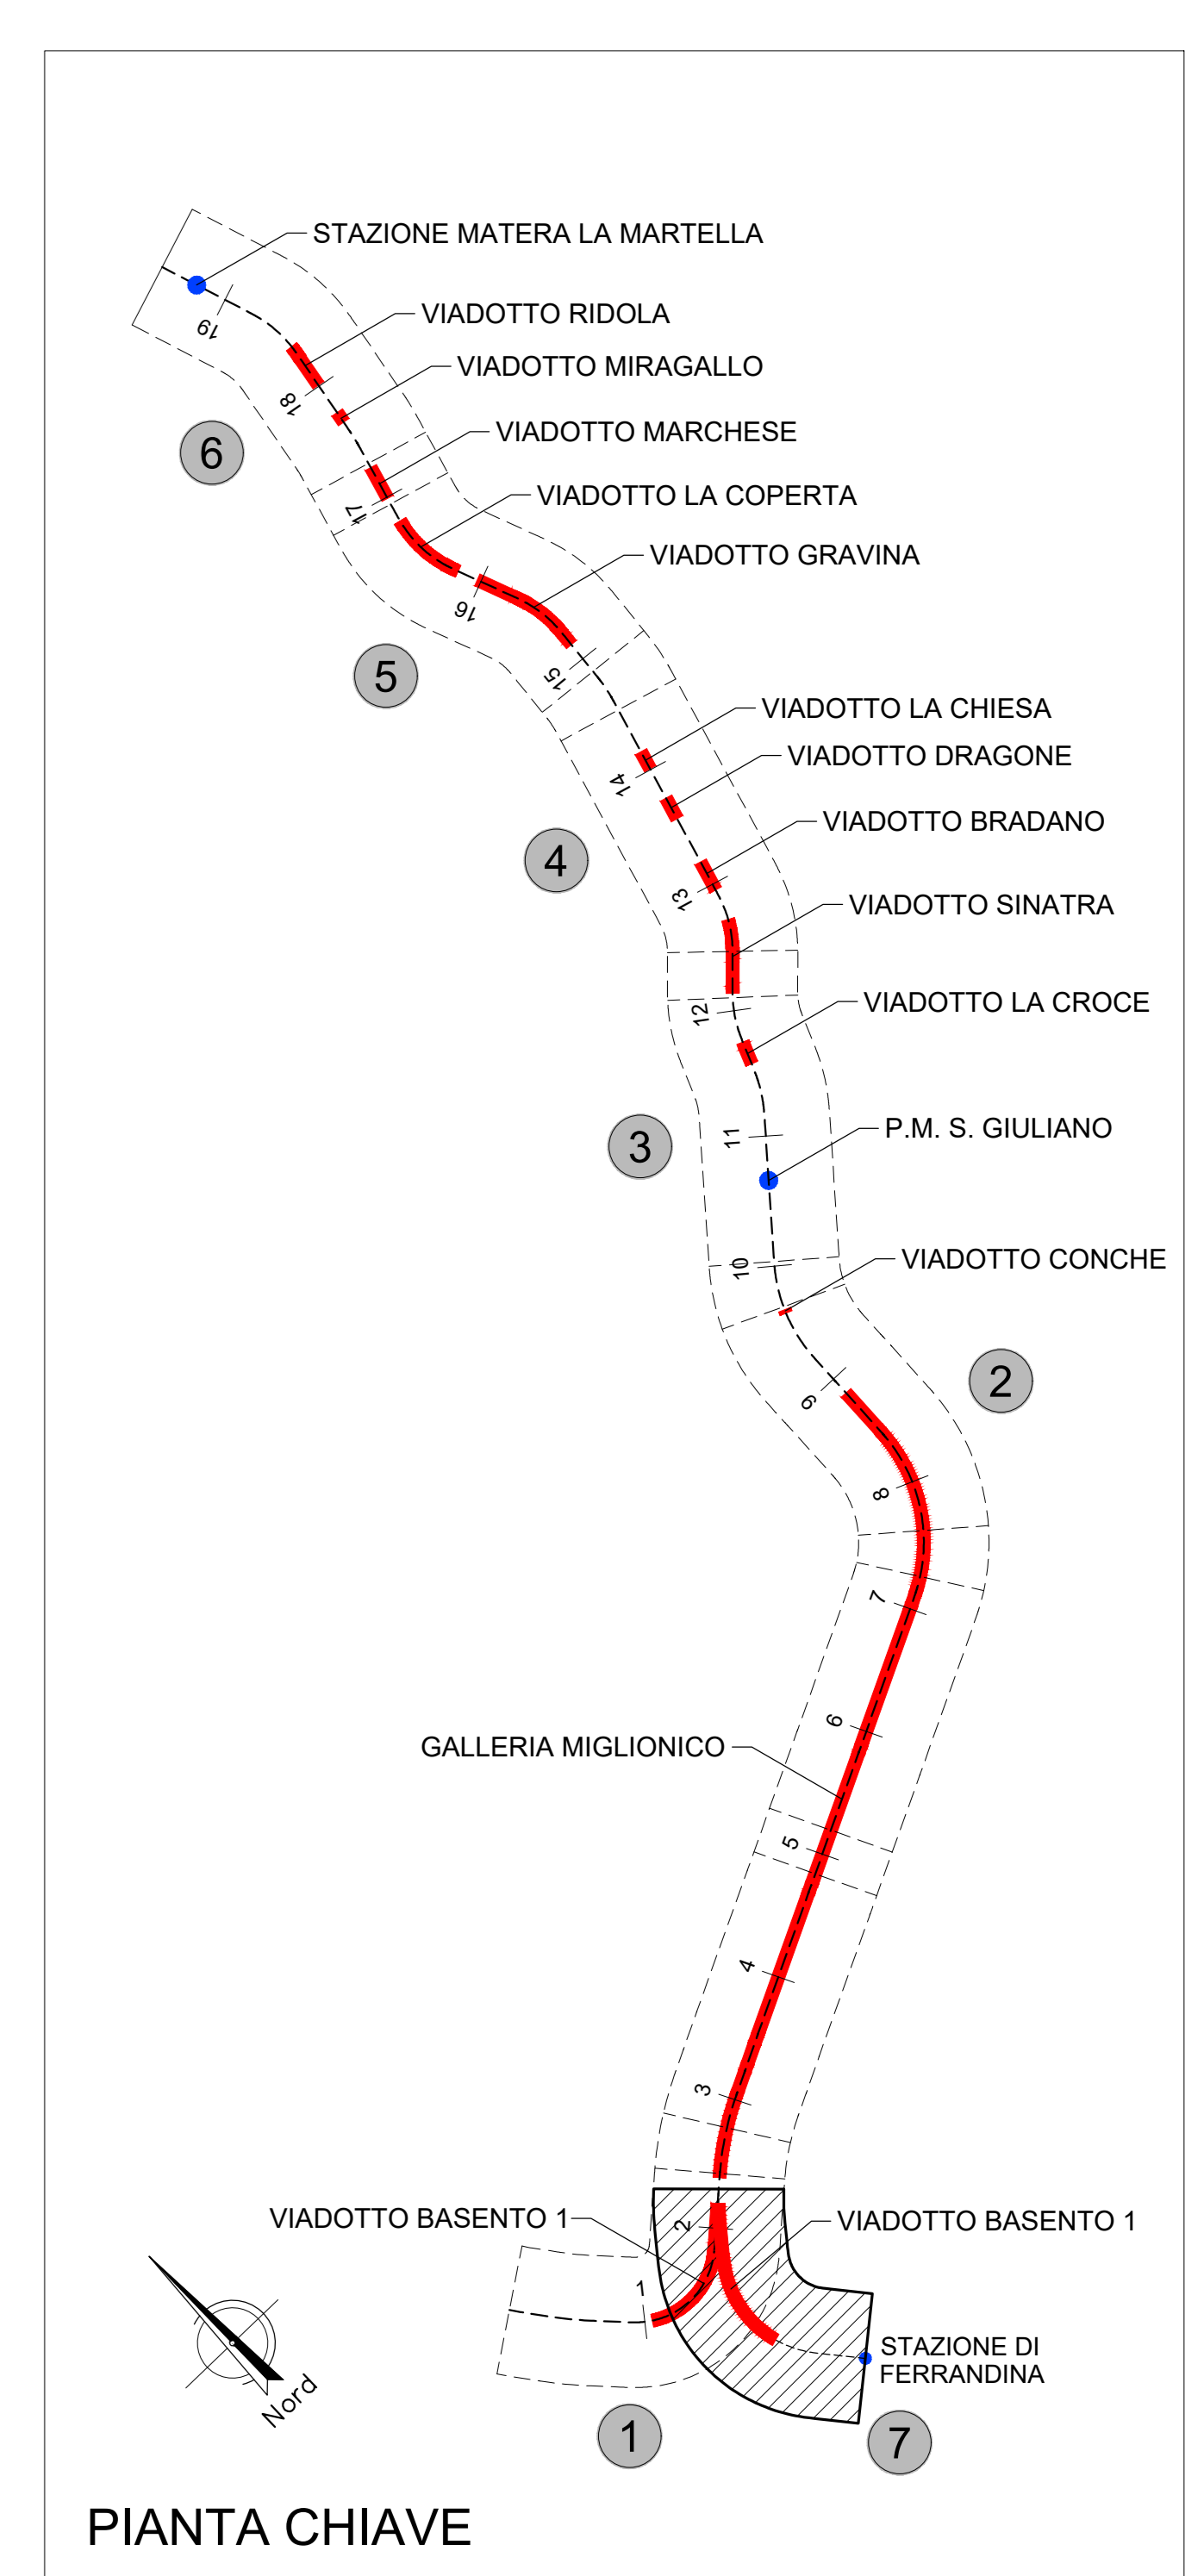 STAZIONE MATERA LA MARTELLA
19
VIADOTTO RIDOLA
VIADOTTO MIRAGALLO
18
VIADOTTO MARCHESE
6
VIADOTTO LA COPERTA
17
VIADOTTO GRAVINA
16
5
15
VIADOTTO LA CHIESA
VIADOTTO DRAGONE
14
VIADOTTO BRADANO
4
13
VIADOTTO SINATRA
VIADOTTO LA CROCE
12
P.M. S. GIULIANO
11
3
VIADOTTO CONCHE
10
2
9
8
7
6
GALLERIA MIGLIONICO
5
4
3
VIADOTTO BASENTO 1
2
VIADOTTO BASENTO 1
1
STAZIONE DI
FERRANDINA
Nord
1
7
PIANTA CHIAVE